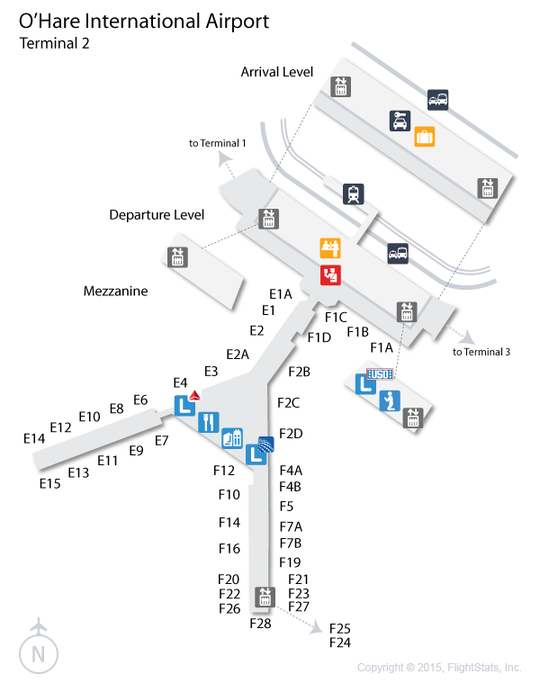 O'Hare International Airport
Terminal 2
Arrival Level
to Terminal 1
Departure Level
Mezzanine
E1A
E1
E2
E2A
E3
E4
E6
E8
E10
E12
E14
E15
E13
E11
E9
E7
F1C
F1D
F1B
F1A
to Terminal 3
USO
L
L
L
F2B
F2C
F2D
F12
F4A
F4B
F10
F5
F14
F7A
F7B
F16
F19
F20
F21
F22
F23
F26
F27
F28
F25
F24
N
Copyright © 2015, FlightStats, Inc.